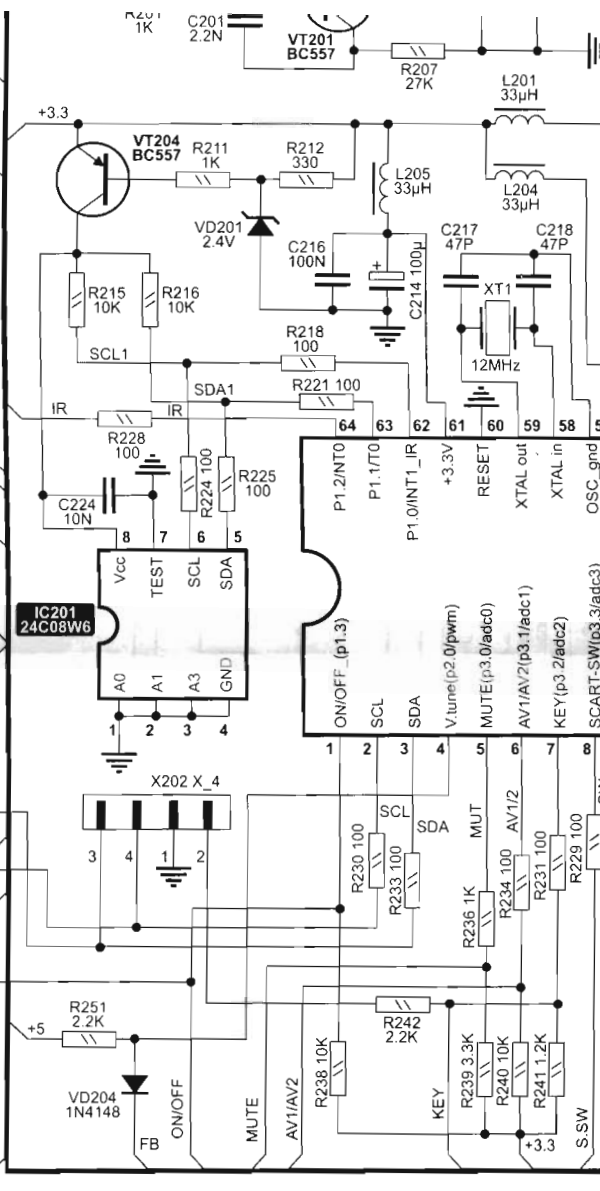 1K
C201
2.2N
VT201
BC557
R207
27K
L201
33µH
+3.3
VT204
BC557
R211
1K
R212
330
L205
33µH
L204
33µH
VD201
2.4V
C216
100N
C214 100µ
C217
47P
C218
47P
XT1
12MHz
R215
10K
R216
10K
R218
100
SCL1
SDA1
R221 100
IR
IR
R228
100
R224 100
R225
100
C224
10N
64
63
62
61
60
59
58
P1.2/NT0
P1.1/T0
P1.0/INT1_IR
+3.3V
RESET
XTAL out
XTAL in
OSC_gnd
8
7
6
5
Vcc
TEST
SCL
SDA
IC201
24C08W6
A0
A1
A3
GND
1
2
3
4
ON/OFF_(p1.3)
SCL
SDA
V.tune(p2.0/pwm)
MUTE(p3.0/adc0)
AV1/AV2(p3.1/adc1)
KEY(p3.2/adc2)
SCART-SW(p3.3/adc3)
1
2
3
4
5
6
7
8
X202 X_4
3
4
1
2
SCL
SDA
MUT
AV1/2
R230 100
R233 100
R236 1K
R234 100
R231 100
R229 100
R251
2.2K
+5
VD204
1N4148
R242
2.2K
R238 10K
R239 3.3K
R240 10K
R241 1.2K
FB
ON/OFF
MUTE
AV1/AV2
KEY
+3.3
S.SW